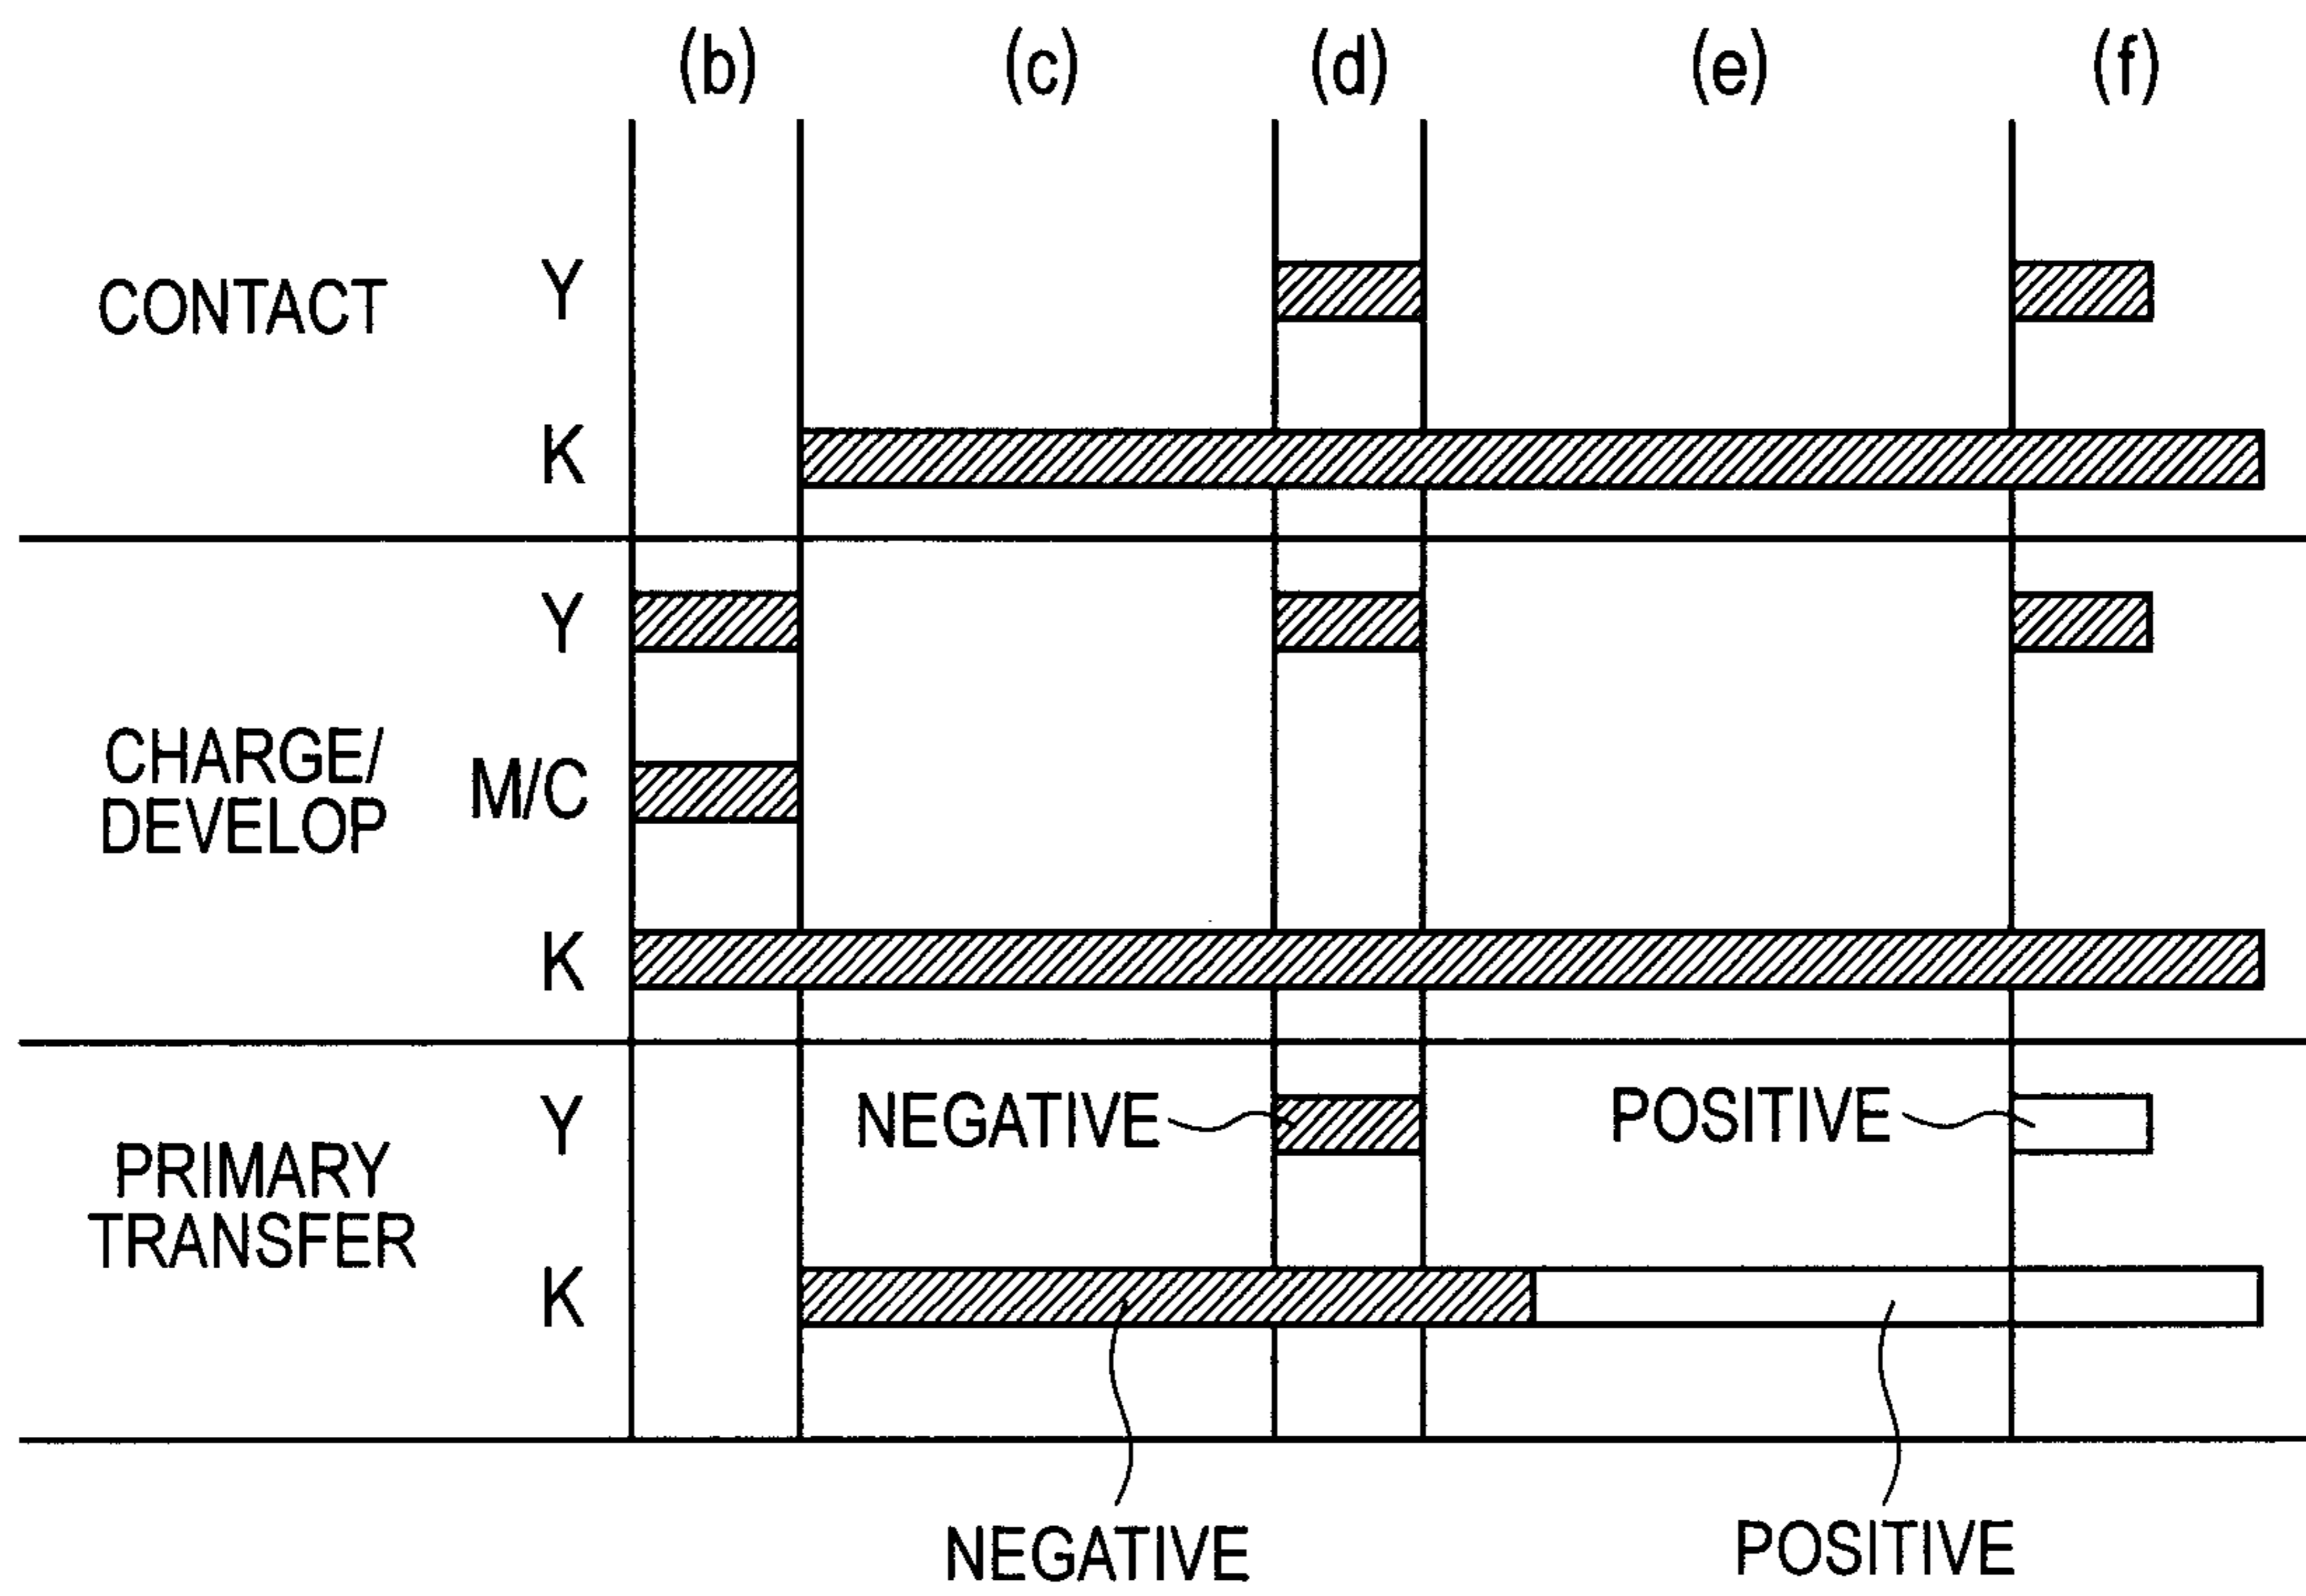 (b) (c) (d) (e) (f)
CONTACT
Y
K
CHARGE/
DEVELOP
Y
M/C
K
PRIMARY
TRANSFER
Y
NEGATIVE
POSITIVE
K
NEGATIVE
POSITIVE